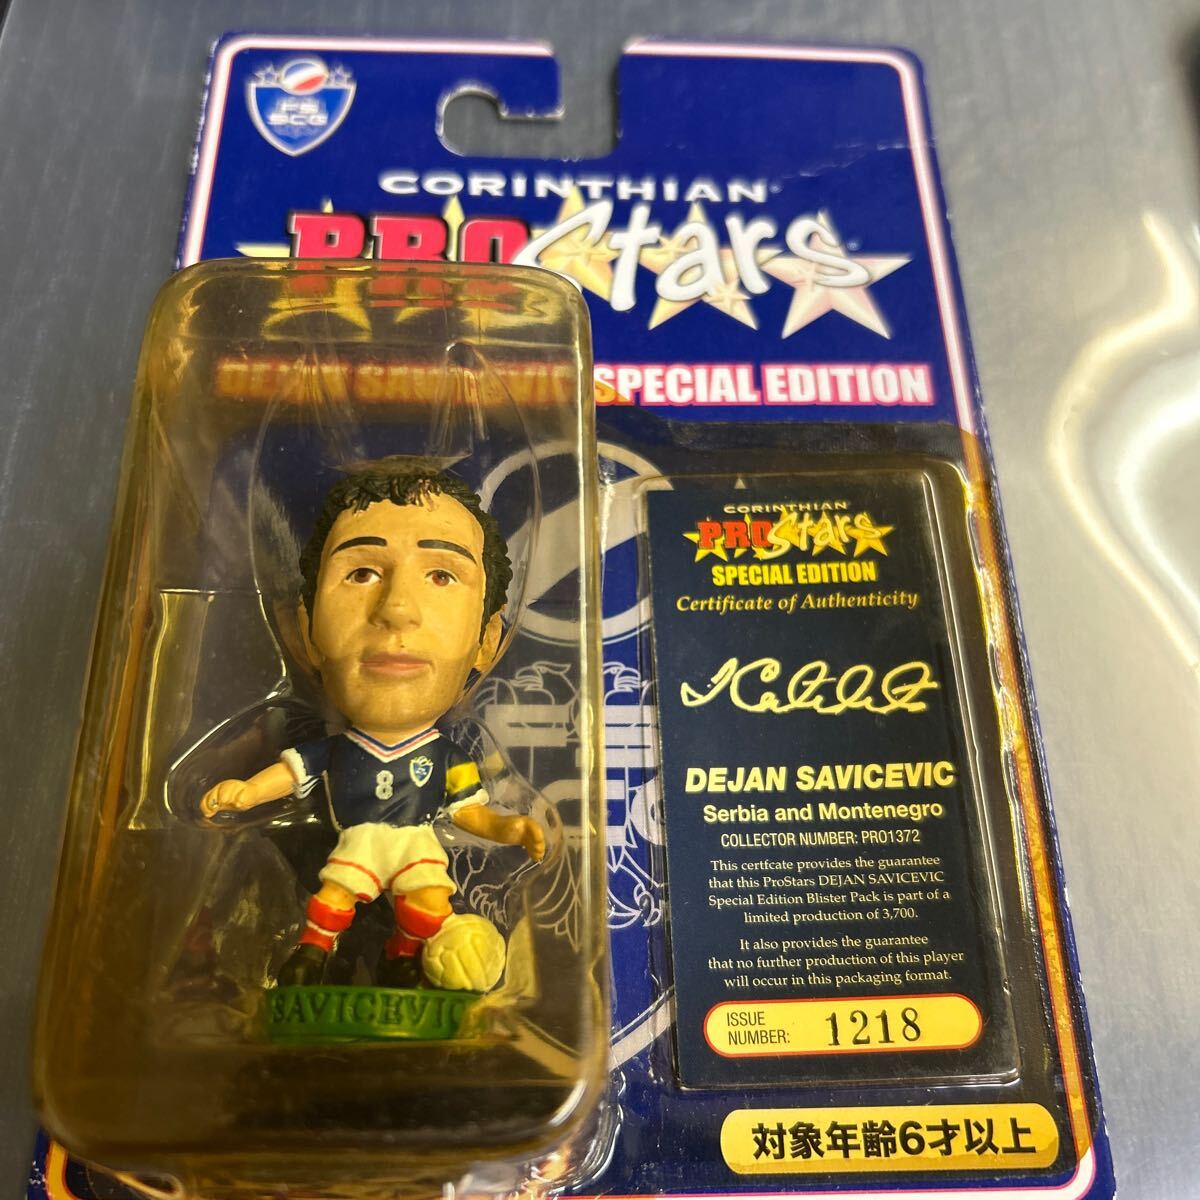 FS
SCG
CORINTHIAN
PRO Stars
DEJAN SAVICEVIC SPECIAL EDITION
CORINTHIAN
PRO Stars
SPECIAL EDITION
Certificate of Authenticity
DEJAN SAVICEVIC
Serbia and Montenegro
COLLECTOR NUMBER: PRO1372
This certfcate provides the guarantee
that this ProStars DEJAN SAVICEVIC
Special Edition Blister Pack is part of a
limited production of 3,700.
It also provides the guarantee
that no further production of this player
will occur in this packaging format.
ISSUE
NUMBER: 1218
8
SAVICEVIC
対象年齢6才以上